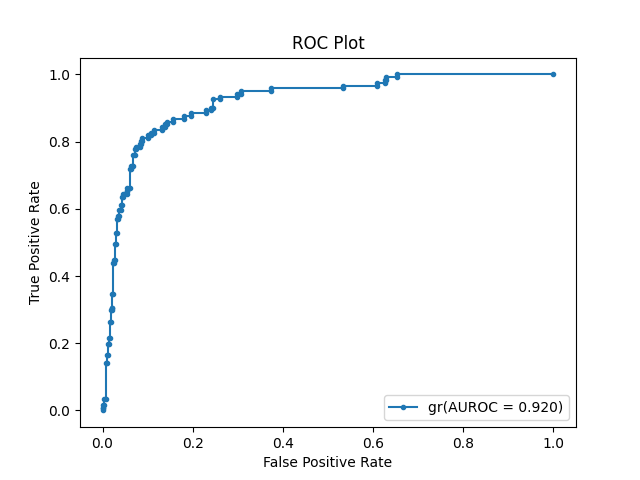 ROC Plot
1.0
0.8
0.6
0.4
0.2
0.0
True Positive Rate
gr(AUROC = 0.920)
0.0 0.2 0.4 0.6 0.8 1.0
False Positive Rate